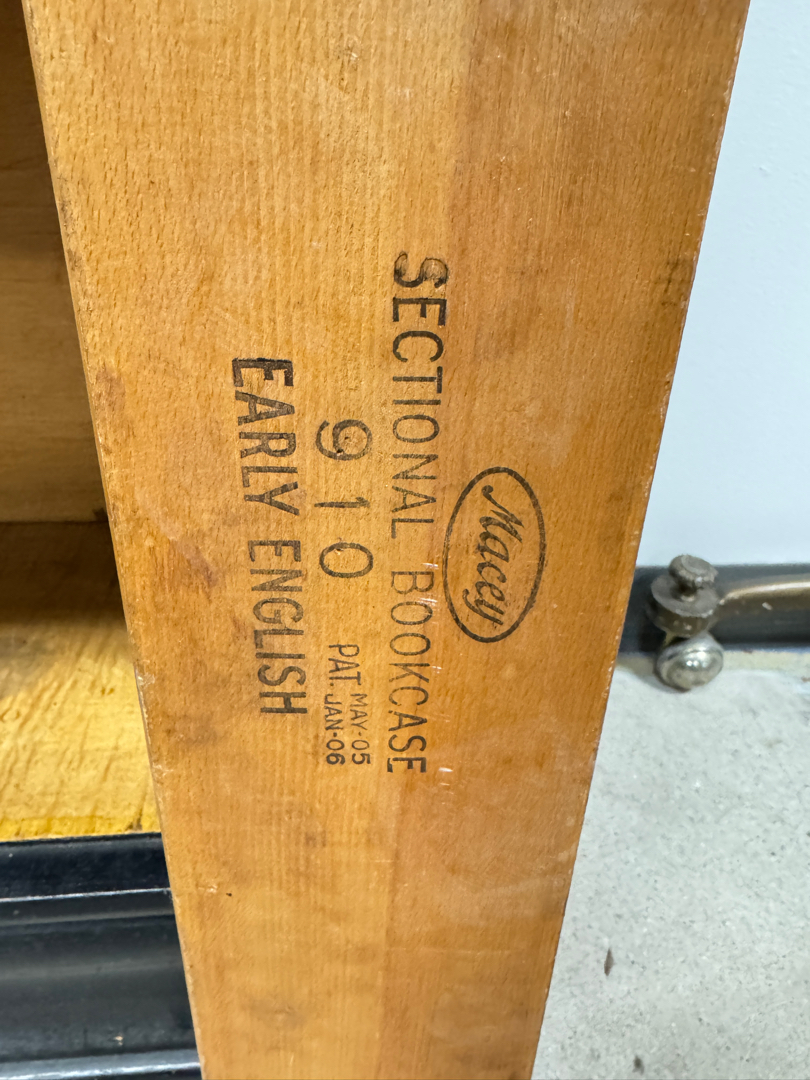 Macey
SECTIONAL BOOKCASE
910 PAT. MAY-05
JAN-06
EARLY ENGLISH